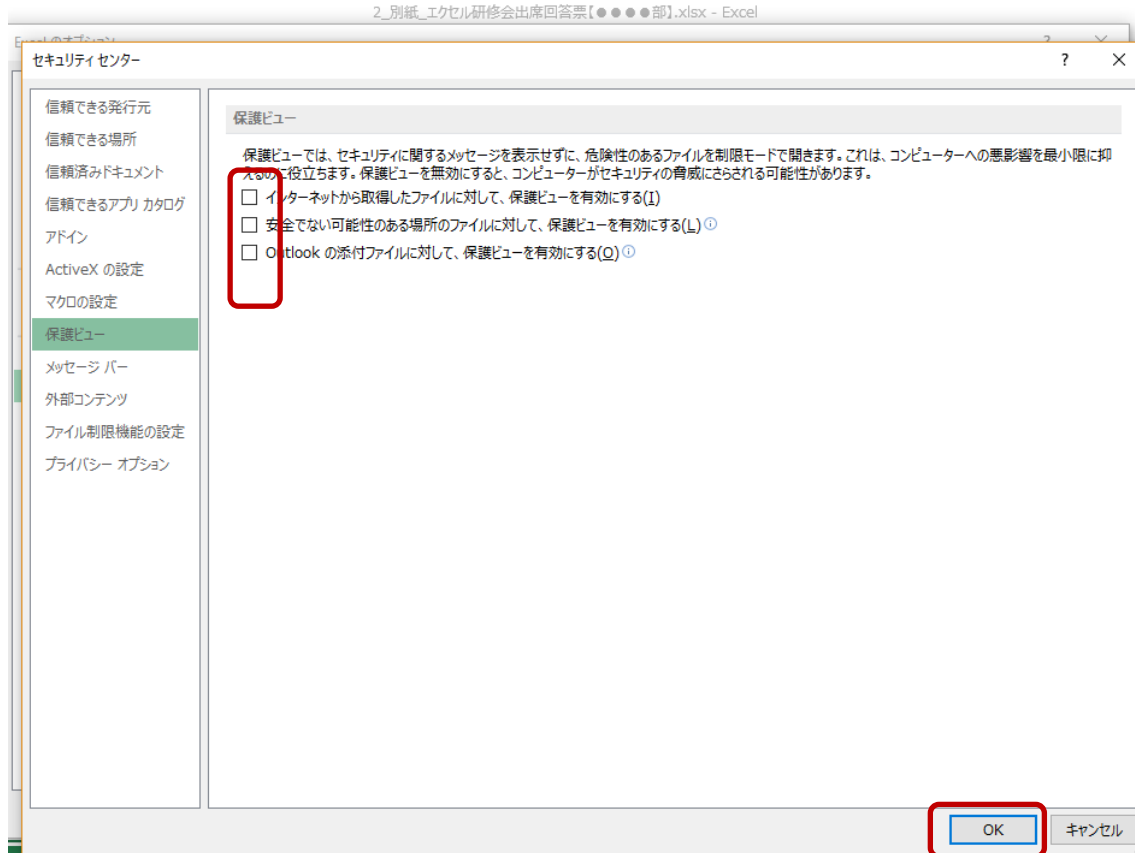 2_別紙_エクセル研修会出席回答票【●●●●部】.xlsx - Excel
Excel のオプション ? ×
セキュリティ センター ? ×
信頼できる発行元
信頼できる場所
信頼済みドキュメント
信頼できるアプリ カタログ
アドイン
ActiveX の設定
マクロの設定
保護ビュー
メッセージ バー
外部コンテンツ
ファイル制限機能の設定
プライバシー オプション
保護ビュー
保護ビューでは、セキュリティに関するメッセージを表示せずに、危険性のあるファイルを制限モードで開きます。これは、コンピューターへの悪影響を最小限に抑
えるのに役立ちます。保護ビューを無効にすると、コンピューターがセキュリティの脅威にさらされる可能性があります。
インターネットから取得したファイルに対して、保護ビューを有効にする(I)
安全でない可能性のある場所のファイルに対して、保護ビューを有効にする(L)
Outlook の添付ファイルに対して、保護ビューを有効にする(O)
OK キャンセル